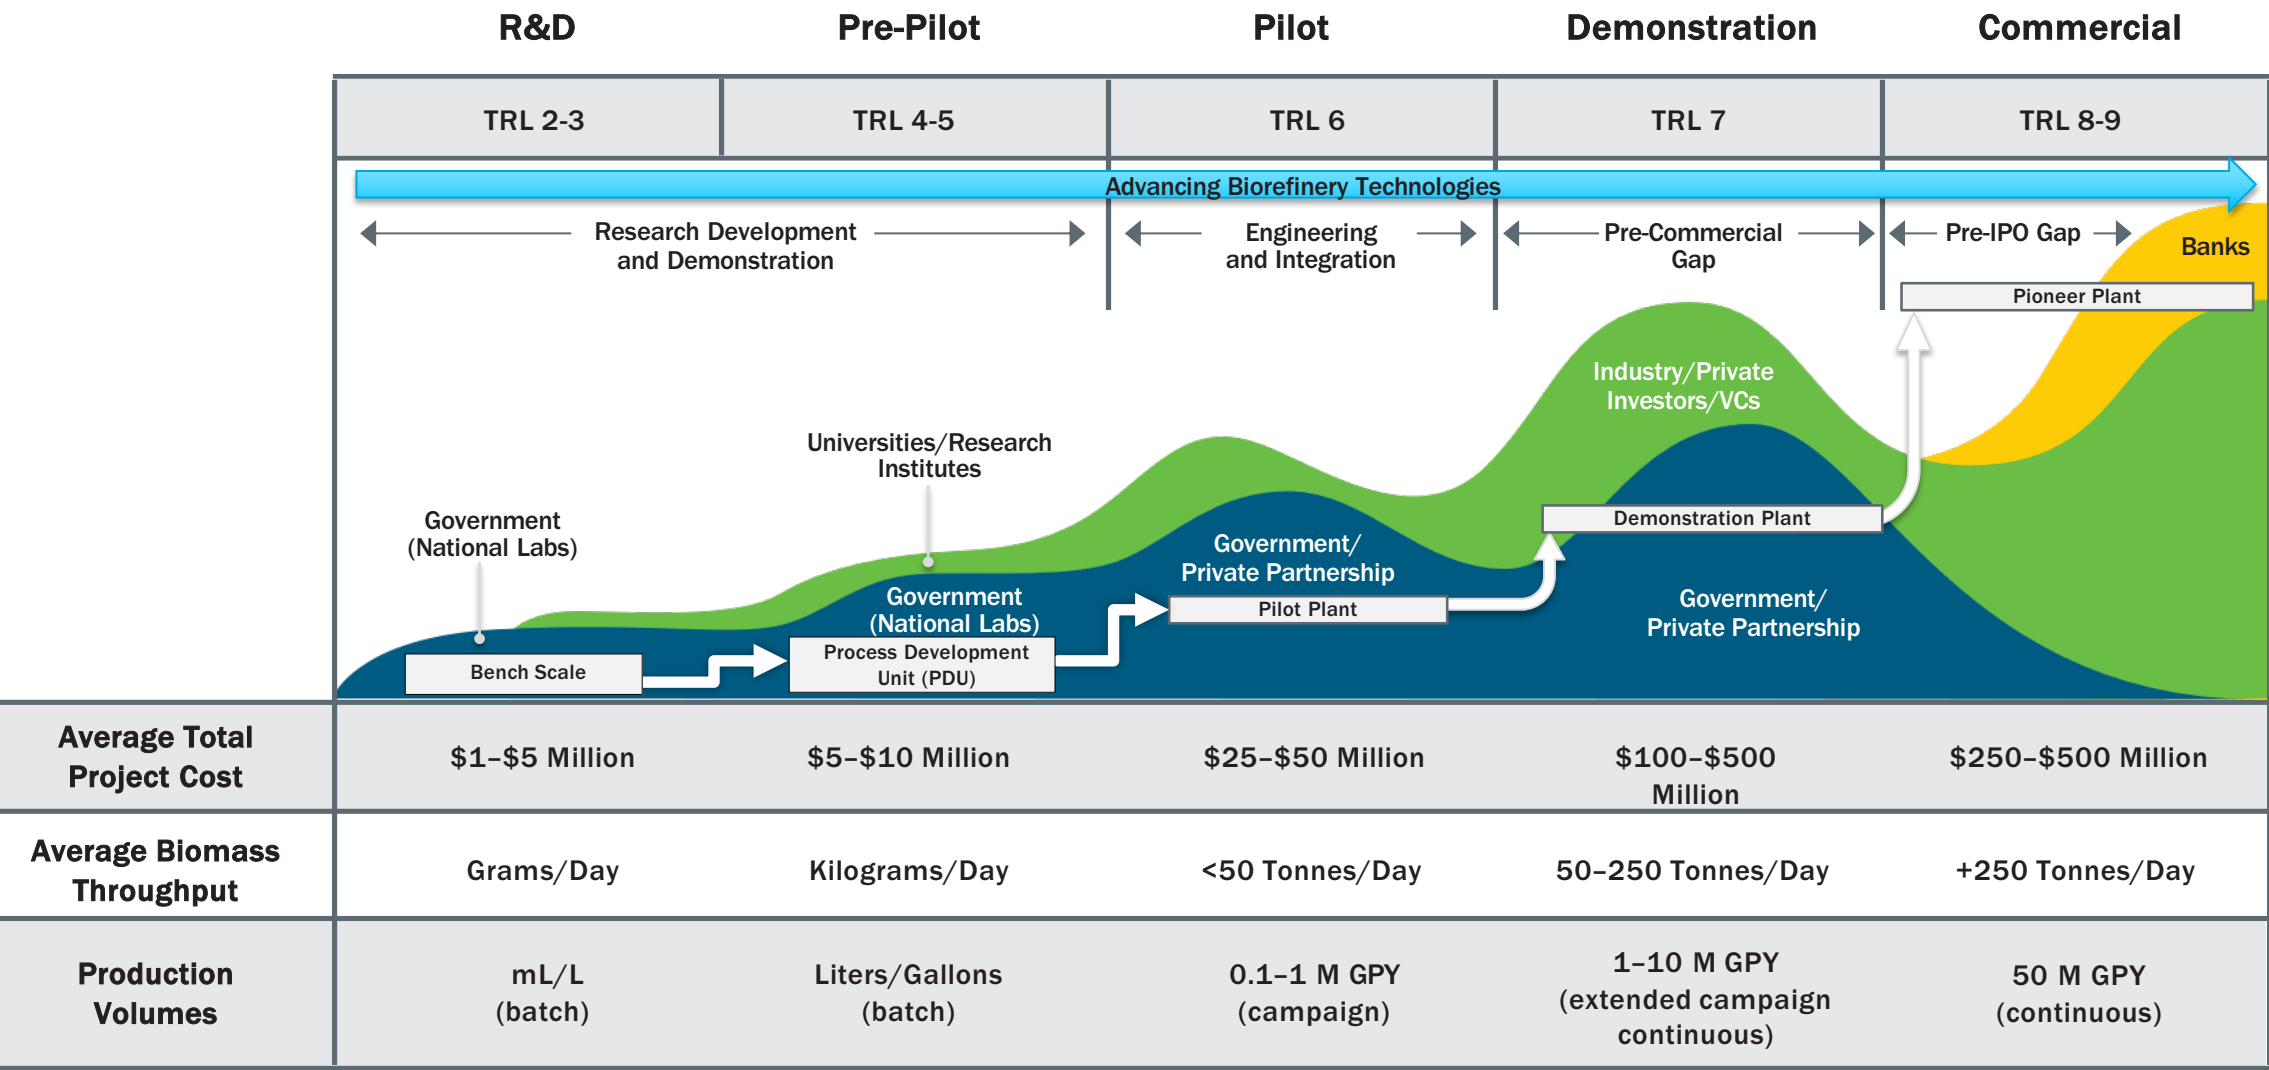 R&D
Pre-Pilot
Pilot
Demonstration
Commercial
TRL 2-3
TRL 4-5
TRL 6
TRL 7
TRL 8-9
Advancing Biorefinery Technologies
Research Development
and Demonstration
Engineering
and Integration
Pre-Commercial
Gap
Pre-IPO Gap
Banks
Pioneer Plant
Industry/Private
Investors/VCs
Universities/Research
Institutes
Government
(National Labs)
Demonstration Plant
Government/
Private Partnership
Government
(National Labs)
Pilot Plant
Government/
Private Partnership
Bench Scale
Process Development
Unit (PDU)
Average Total
Project Cost
$1–$5 Million
$5–$10 Million
$25–$50 Million
$100–$500
Million
$250–$500 Million
Average Biomass
Throughput
Grams/Day
Kilograms/Day
<50 Tonnes/Day
50–250 Tonnes/Day
+250 Tonnes/Day
Production
Volumes
mL/L
(batch)
Liters/Gallons
(batch)
0.1–1 M GPY
(campaign)
1–10 M GPY
(extended campaign
continuous)
50 M GPY
(continuous)